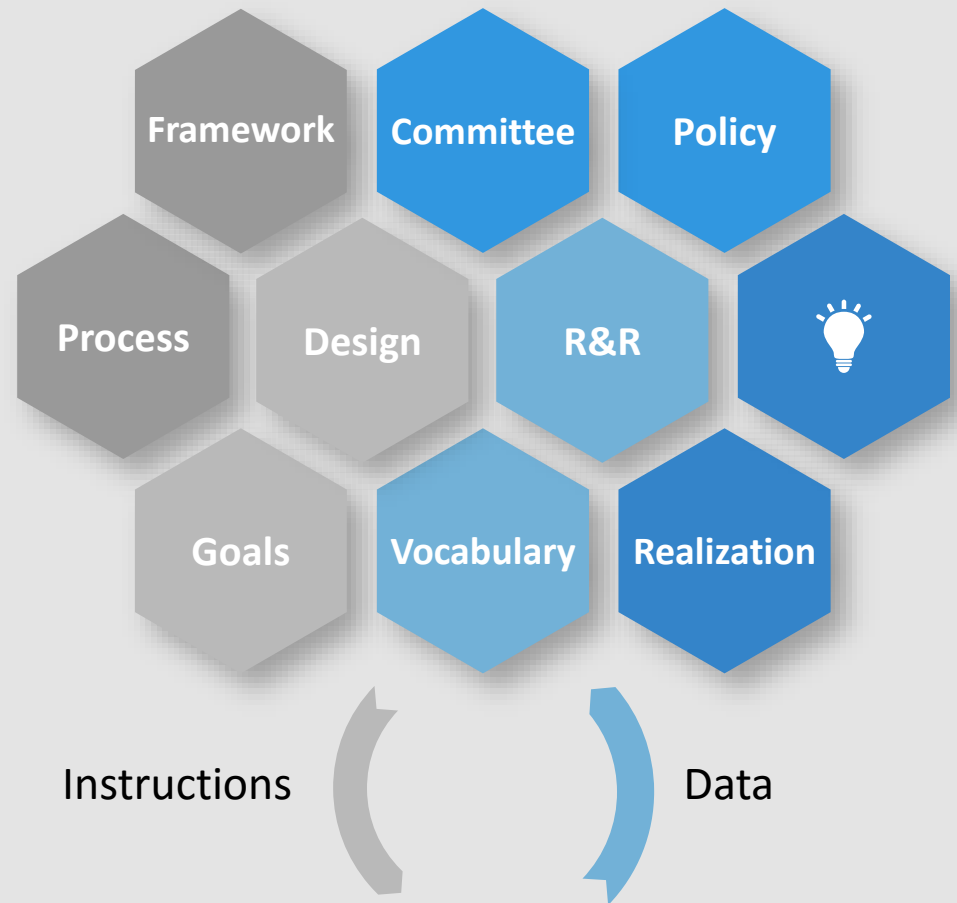 Framework
Committee
Policy
Process
Design
R&R
Goals
Vocabulary
Realization
Instructions
Data